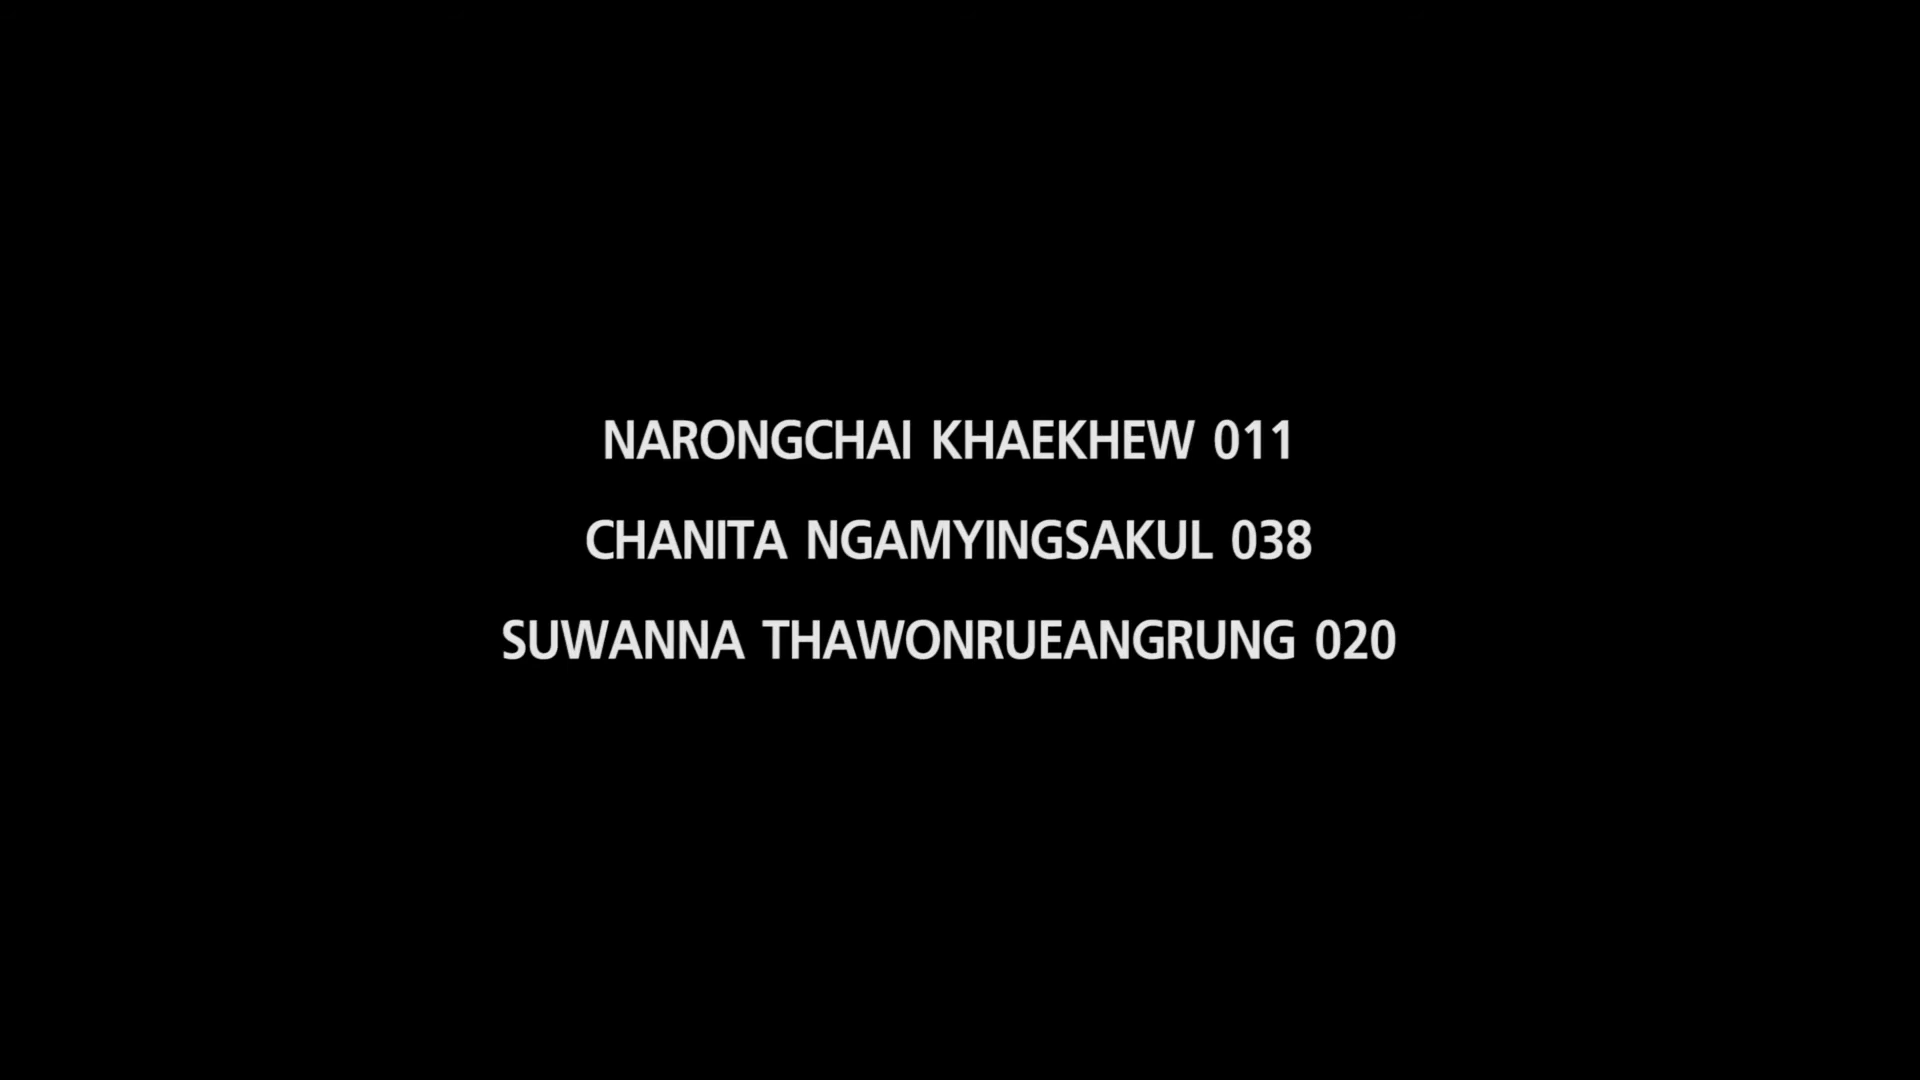 NARONGCHAI KHAEKHEW 011
CHANITA NGAMYINGSAKUL 038
SUWANNA THAWONRUEANGRUNG 020